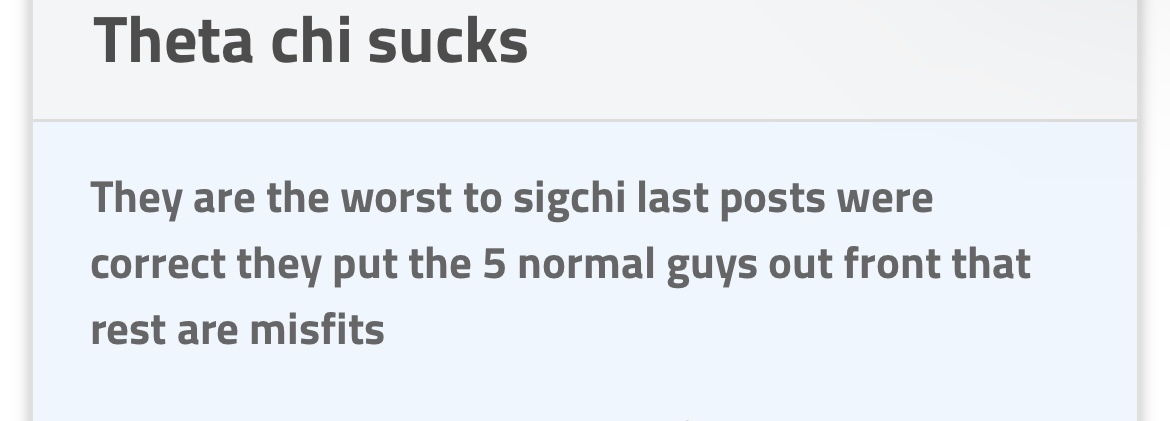 Theta chi sucks
They are the worst to sigchi last posts were
correct they put the 5 normal guys out front that
rest are misfits